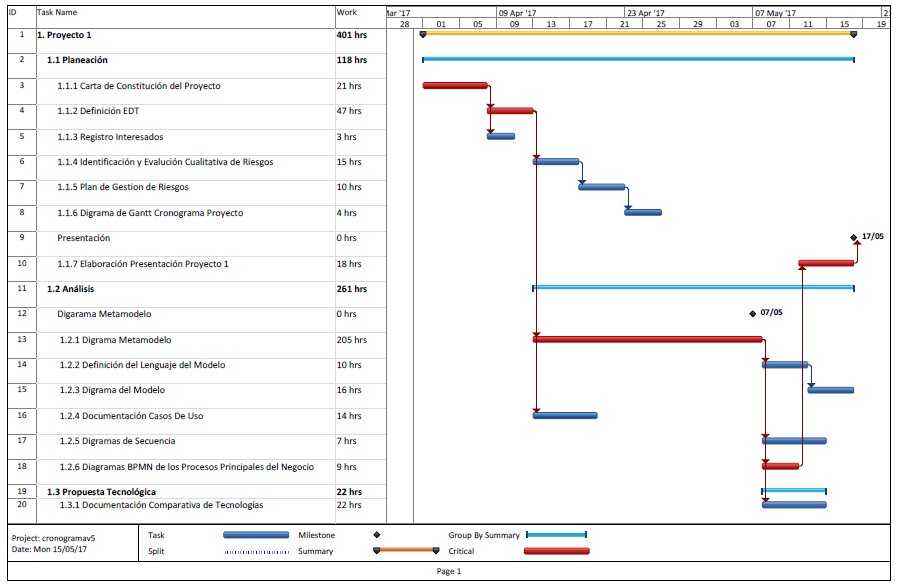 ID Task Name Work Mar '17 09 Apr '17 23 Apr '17 07 May '17 21
28 01 05 09 13 17 21 25 29 03 07 11 15 19
1 1. Proyecto 1 401 hrs
2 1.1 Planeación 118 hrs
3 1.1.1 Carta de Constitución del Proyecto 21 hrs
4 1.1.2 Definición EDT 47 hrs
5 1.1.3 Registro Interesados 3 hrs
6 1.1.4 Identificación y Evalución Cualitativa de Riesgos 15 hrs
7 1.1.5 Plan de Gestion de Riesgos 10 hrs
8 1.1.6 Digrama de Gantt Cronograma Proyecto 4 hrs
9 Presentación 0 hrs 17/05
10 1.1.7 Elaboración Presentación Proyecto 1 18 hrs
11 1.2 Análisis 261 hrs
12 Digarama Metamodelo 0 hrs 07/05
13 1.2.1 Digrama Metamodelo 205 hrs
14 1.2.2 Definición del Lenguaje del Modelo 10 hrs
15 1.2.3 Digrama del Modelo 16 hrs
16 1.2.4 Documentación Casos De Uso 14 hrs
17 1.2.5 Digramas de Secuencia 7 hrs
18 1.2.6 Diagramas BPMN de los Procesos Principales del Negocio 9 hrs
19 1.3 Propuesta Tecnológica 22 hrs
20 1.3.1 Documentación Comparativa de Tecnologías 22 hrs
Project: cronogramav5
Date: Mon 15/05/17
Task Milestone Group By Summary
Split Summary Critical
Page 1